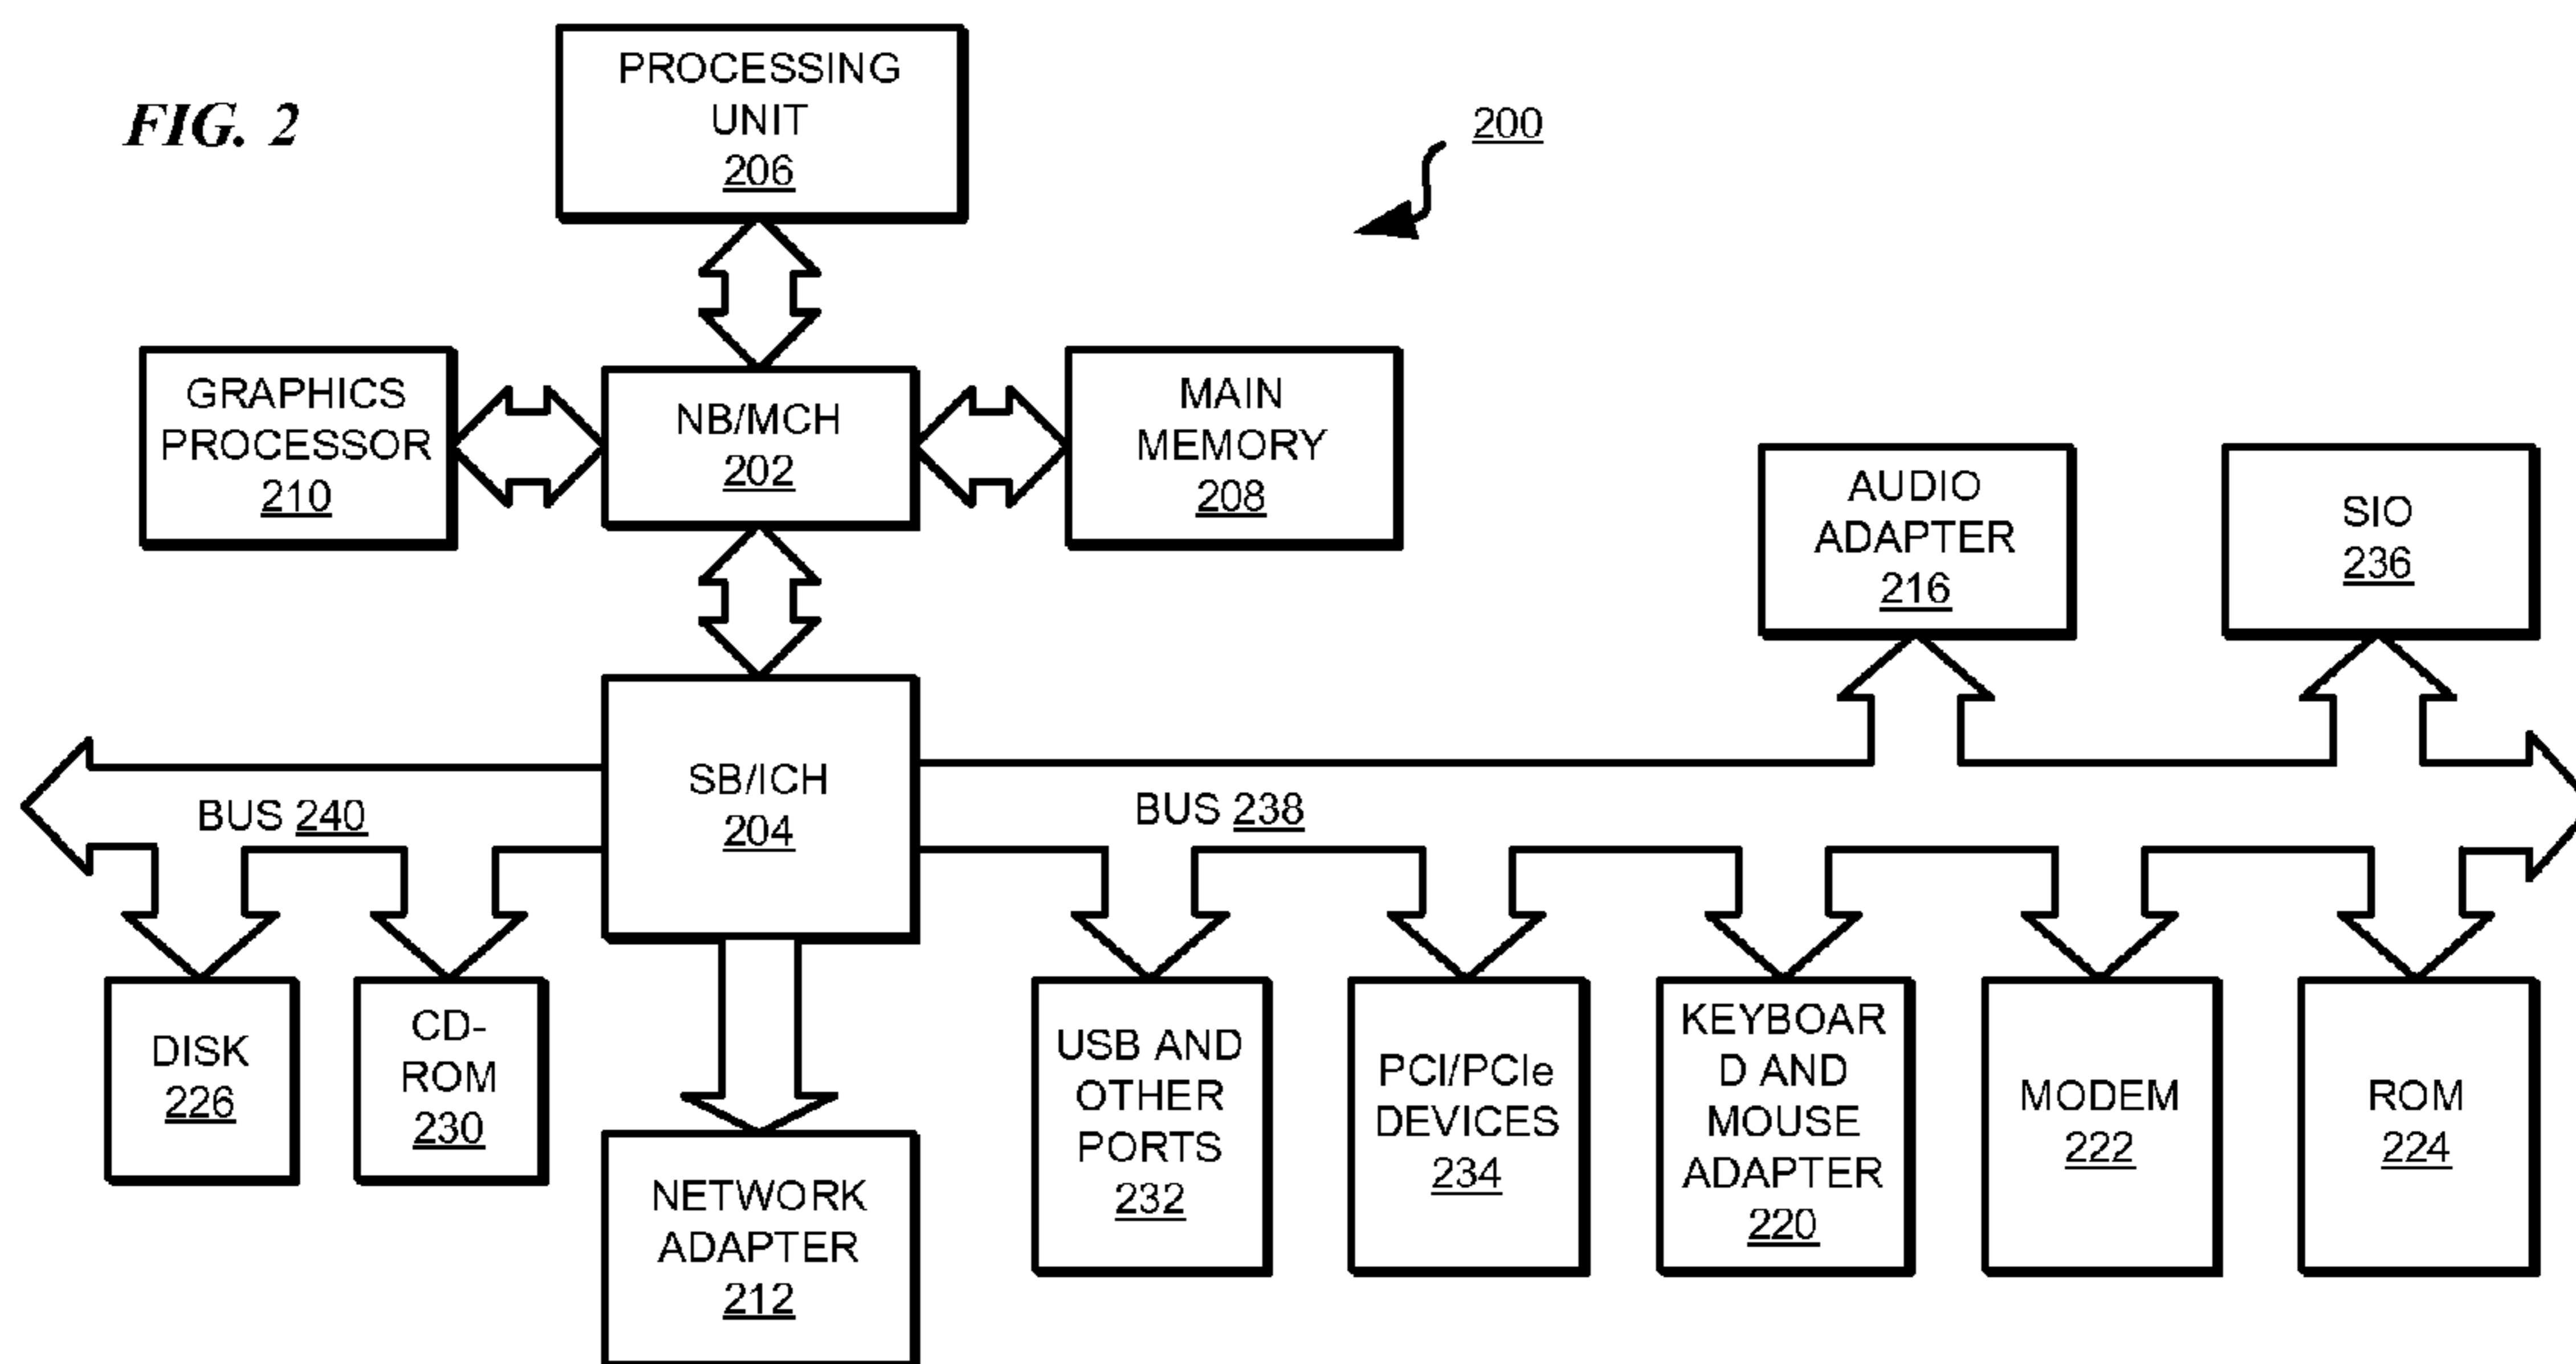 FIG. 2
200
PROCESSING
UNIT
206
GRAPHICS
PROCESSOR
210
NB/MCH
202
MAIN
MEMORY
208
AUDIO
ADAPTER
216
SIO
236
SB/ICH
204
BUS 240
BUS 238
DISK
226
CD-
ROM
230
NETWORK
ADAPTER
212
USB AND
OTHER
PORTS
232
PCI/PCIe
DEVICES
234
KEYBOAR
D AND
MOUSE
ADAPTER
220
MODEM
222
ROM
224